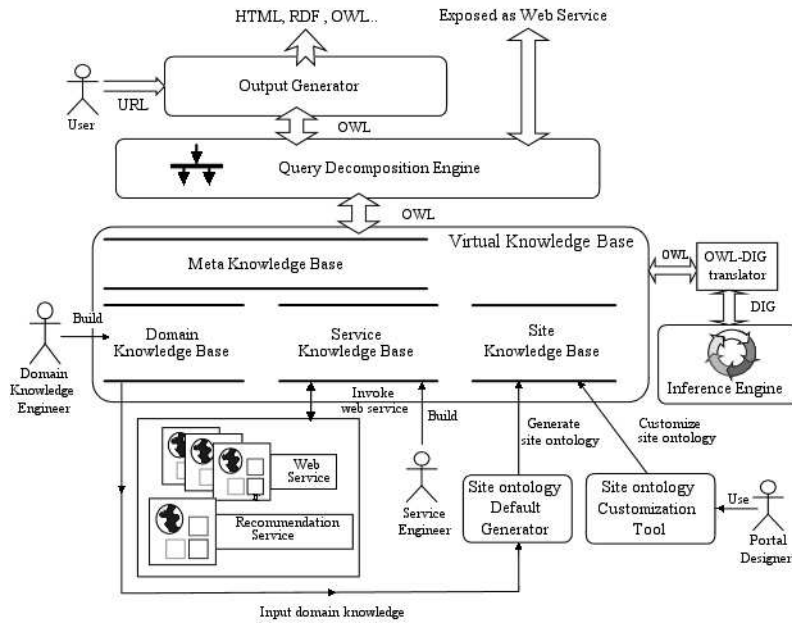 HTML, RDF , OWL..
Exposed as Web Service
User
URL
Output Generator
OWL
Query Decomposition Engine
OWL
Virtual Knowledge Base
Meta Knowledge Base
OWL
OWL-DIG
translator
DIG
Inference Engine
Domain
Knowledge
Engineer
Build
Domain
Knowledge Base
Service
Knowledge Base
Site
Knowledge Base
Invoke
web service
Build
Generate
site ontology
Customize
site ontology
Web
Service
Recommendation
Service
Service
Engineer
Site ontology
Default
Generator
Site ontology
Customization
Tool
Use
Portal
Designer
Input domain knowledge